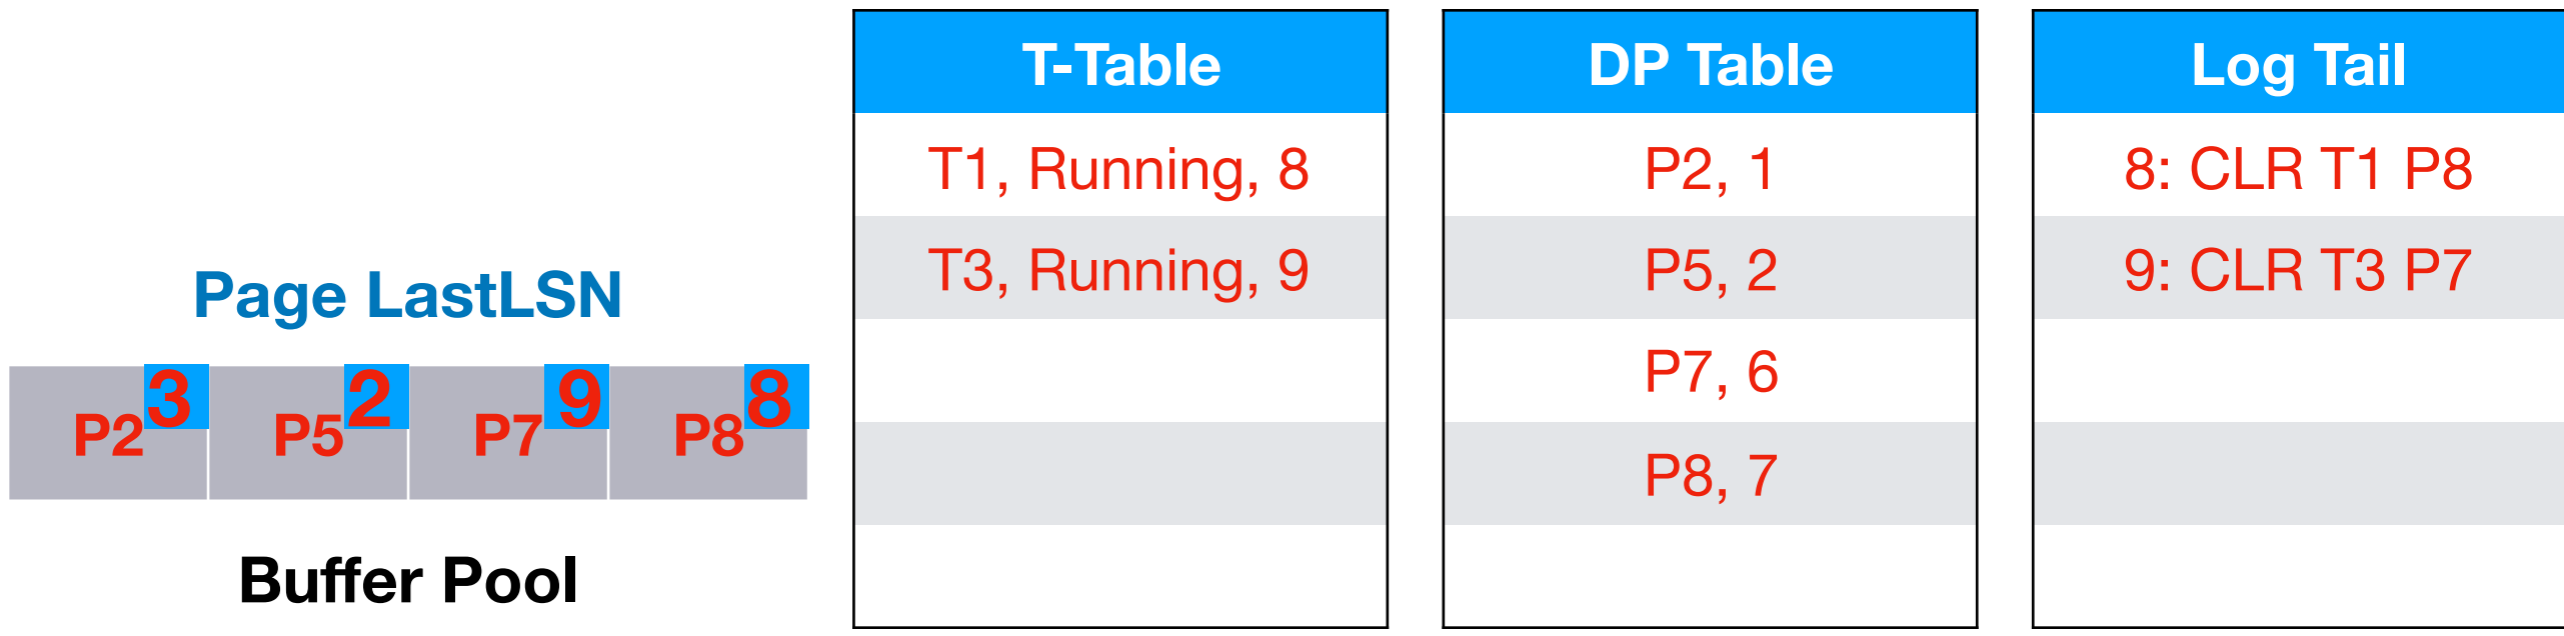 Page LastLSN
P2 3
P5 2
P7 9
P8 8
Buffer Pool
T-Table
T1, Running, 8
T3, Running, 9
DP Table
P2, 1
P5, 2
P7, 6
P8, 7
Log Tail
8: CLR T1 P8
9: CLR T3 P7